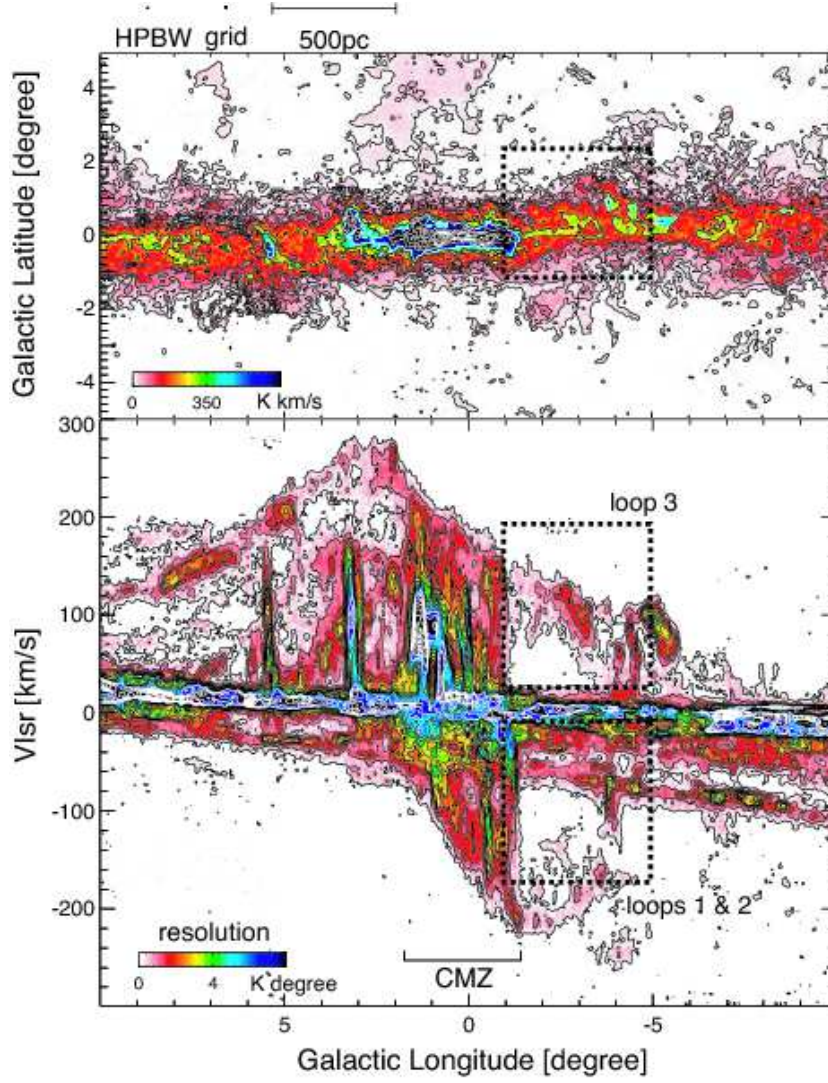 HPBW grid 500pc
4
2
0
-2
-4
Galactic Latitude [degree]
0 350 K km/s
300
200
100
0
-100
-200
Vlsr [km/s]
loop 3
loops 1 & 2
resolution
0 4 K degree
CMZ
5 0 -5
Galactic Longitude [degree]